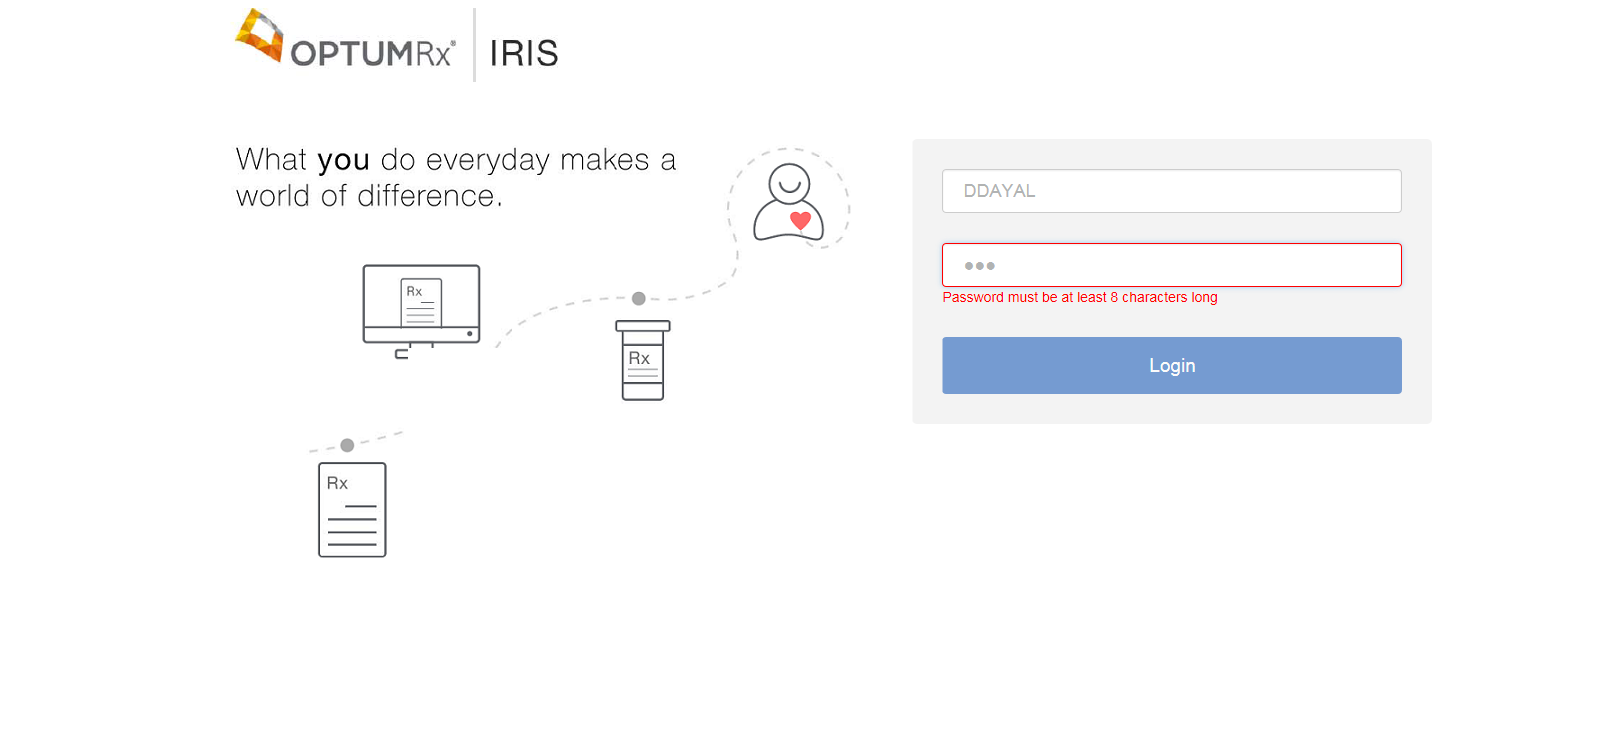 OPTUMRx® | IRIS
What you do everyday makes a
world of difference.
DDAYAL
•••
Password must be at least 8 characters long
Login
Rx
Rx
Rx